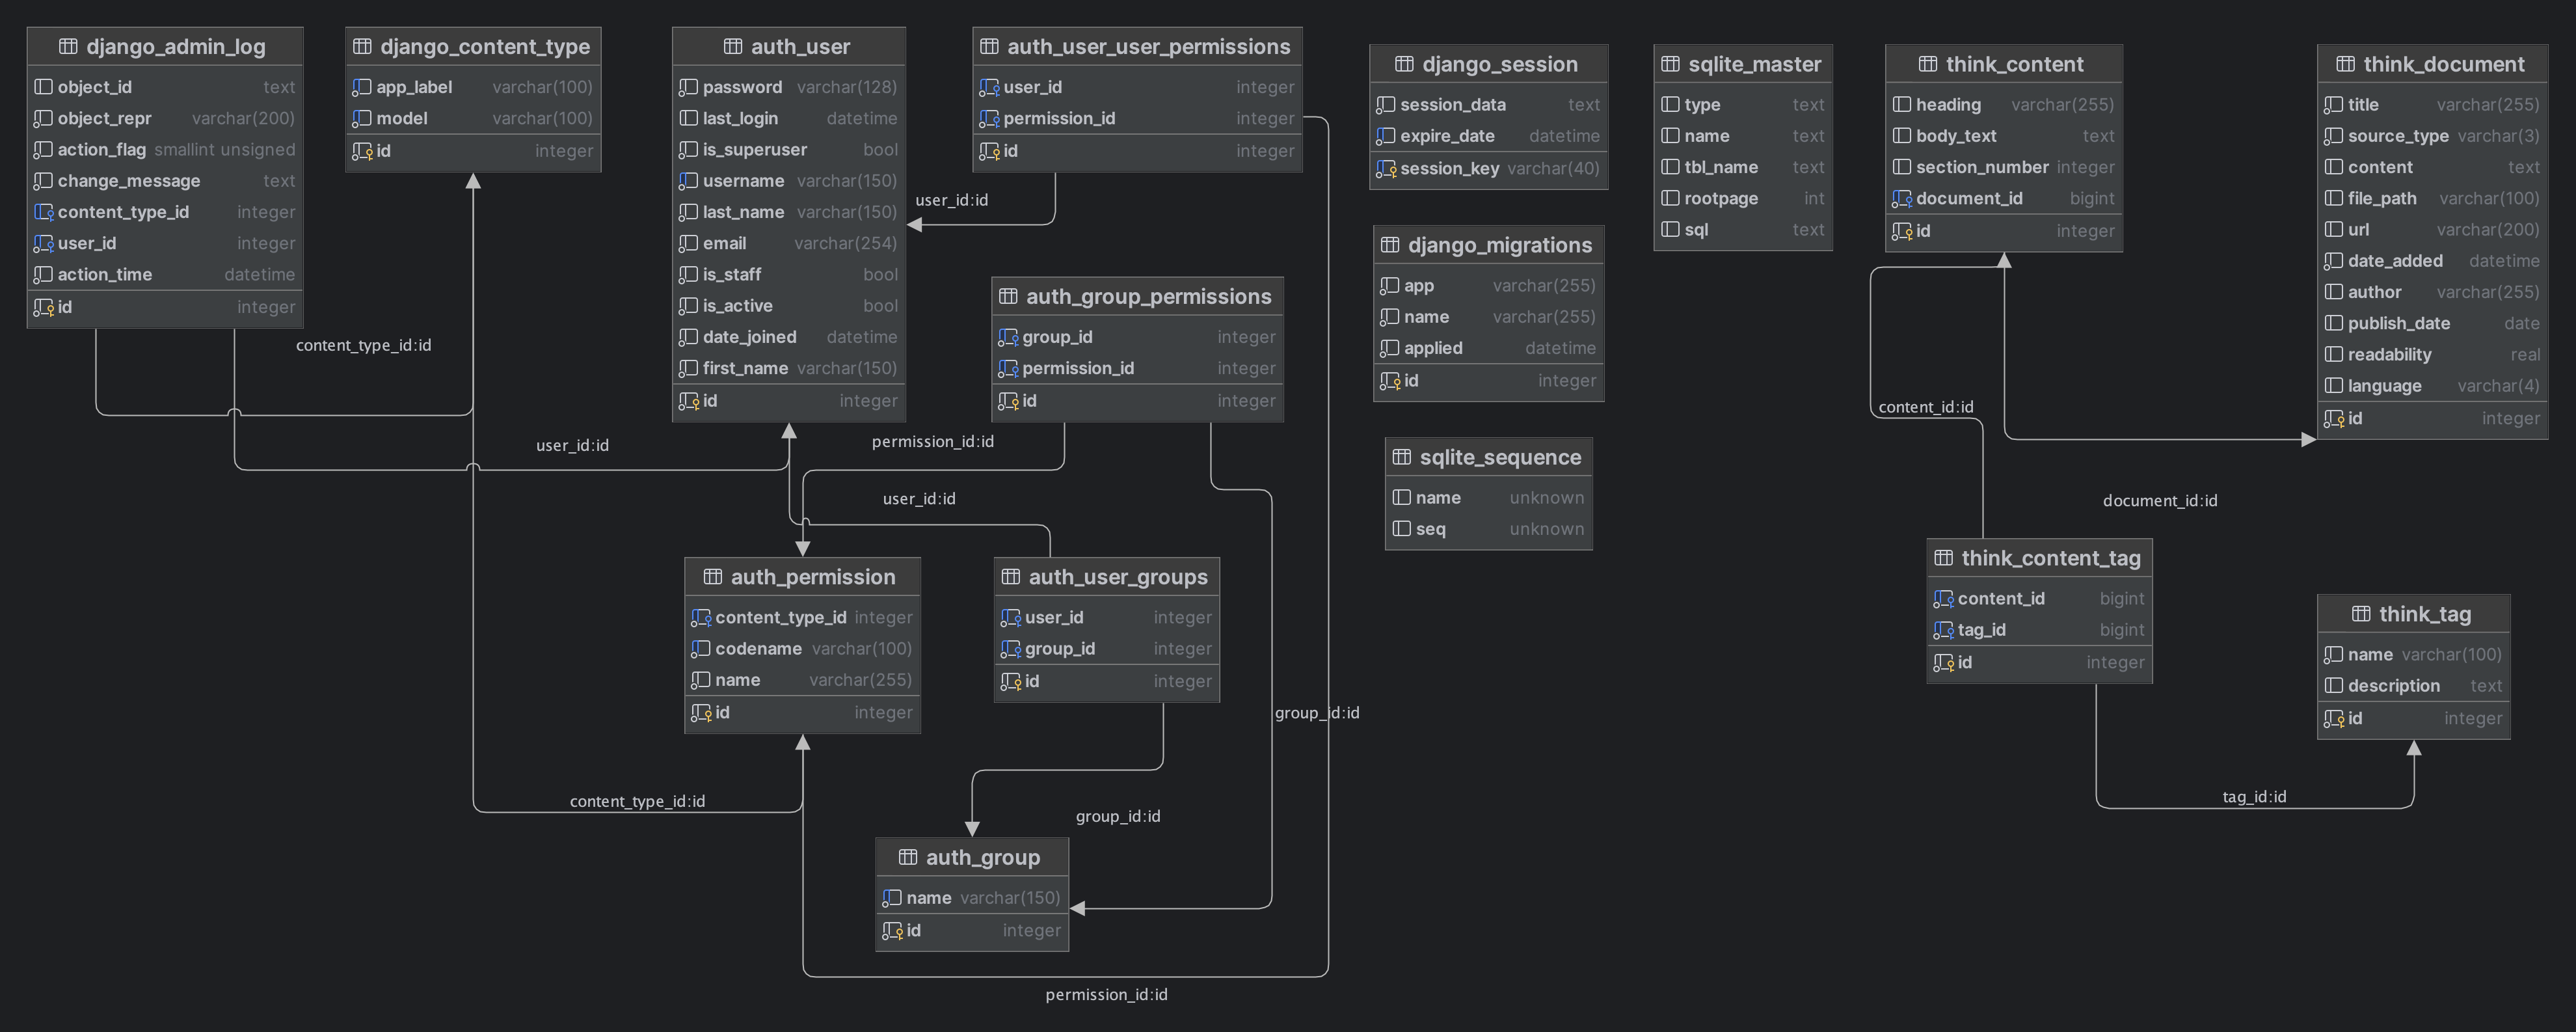 django_admin_log
object_id text
object_repr varchar(200)
action_flag smallint unsigned
change_message text
content_type_id integer
user_id integer
action_time datetime
id integer
django_content_type
app_label varchar(100)
model varchar(100)
id integer
auth_user
password varchar(128)
last_login datetime
is_superuser bool
username varchar(150)
last_name varchar(150)
email varchar(254)
is_staff bool
is_active bool
date_joined datetime
first_name varchar(150)
id integer
auth_user_user_permissions
user_id integer
permission_id integer
id integer
user_id:id
auth_group_permissions
group_id integer
permission_id integer
id integer
content_type_id:id
user_id:id
permission_id:id
user_id:id
auth_permission
content_type_id integer
codename varchar(100)
name varchar(255)
id integer
auth_user_groups
user_id integer
group_id integer
id integer
group_id:id
content_type_id:id
group_id:id
auth_group
name varchar(150)
id integer
permission_id:id
django_session
session_data text
expire_date datetime
session_key varchar(40)
django_migrations
app varchar(255)
name varchar(255)
applied datetime
id integer
sqlite_sequence
name unknown
seq unknown
sqlite_master
type text
name text
tbl_name text
rootpage int
sql text
think_content
heading varchar(255)
body_text text
section_number integer
document_id bigint
id integer
think_document
title varchar(255)
source_type varchar(3)
content text
file_path varchar(100)
url varchar(200)
date_added datetime
author varchar(255)
publish_date date
readability real
language varchar(4)
id integer
content_id:id
document_id:id
think_content_tag
content_id bigint
tag_id bigint
id integer
think_tag
name varchar(100)
description text
id integer
tag_id:id